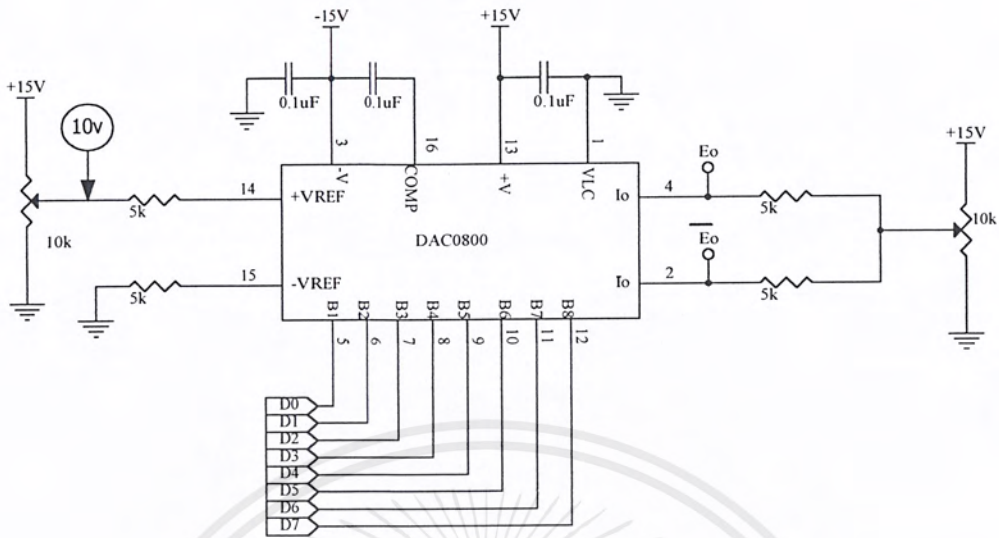 -15V
+15V
+15V
0.1uF
0.1uF
0.1uF
10v
+15V
3
16
13
1
-V
COMP
+V
VLC
Eo
14
+VREF
Io
4
5k
5k
10k
10k
DAC0800
Eo
15
-VREF
Io
2
5k
5k
B1
B2
B3
B4
B5
B6
B7
B8
5
6
7
8
9
10
11
12
D0
D1
D2
D3
D4
D5
D6
D7